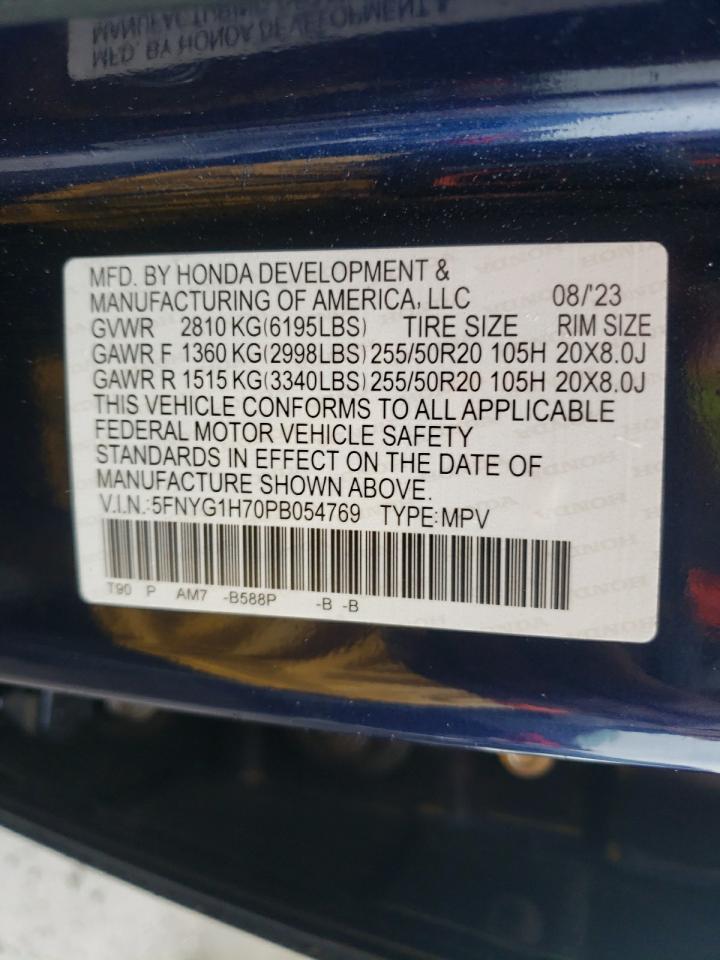 MFD. BY HONDA DEVELOPMENT &
MANUFACTURING OF AMERICA, LLC 08/'23
GVWR 2810 KG(6195LBS) TIRE SIZE RIM SIZE
GAWR F 1360 KG(2998LBS) 255/50R20 105H 20X8.0J
GAWR R 1515 KG(3340LBS) 255/50R20 105H 20X8.0J
THIS VEHICLE CONFORMS TO ALL APPLICABLE
FEDERAL MOTOR VEHICLE SAFETY
STANDARDS IN EFFECT ON THE DATE OF
MANUFACTURE SHOWN ABOVE.
V.I.N.:5FNYG1H70PB054769 TYPE:MPV
T90 P AM7 -B588P -B -B